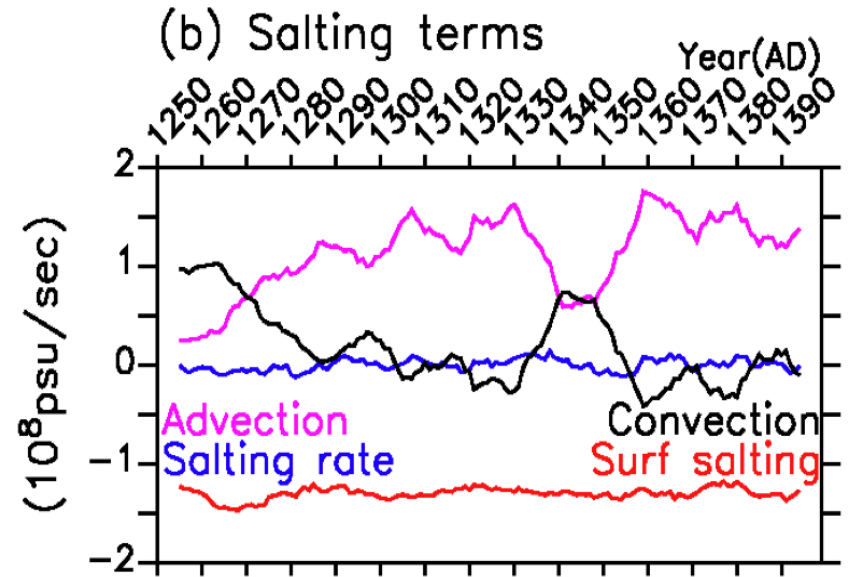 (b) Salting terms
Year(AD)
1250 1260 1270 1280 1290 1300 1310 1320 1330 1340 1350 1360 1370 1380 1390
2
1
0
-1
-2
(10⁸psu/sec)
Advection
Convection
Salting rate
Surf salting